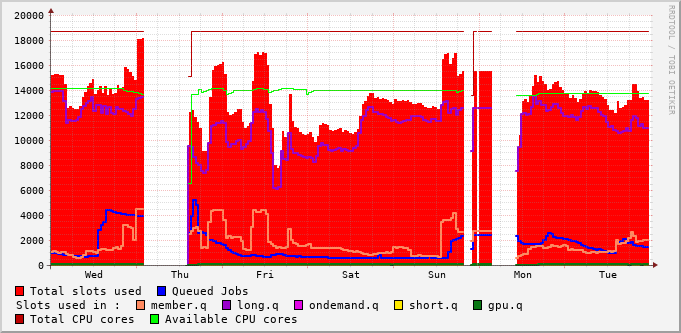 20000
18000
16000
14000
12000
10000
8000
6000
4000
2000
0
Wed Thu Fri Sat Sun Mon Tue
RRDTOOL / TOBI OETIKER
Total slots used Queued Jobs
Slots used in : member.q long.q ondemand.q short.q gpu.q
Total CPU cores Available CPU cores